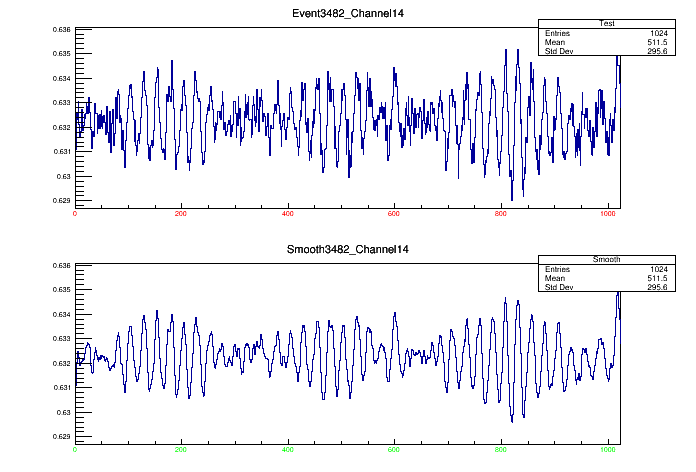 Event3482_Channel14
Test
Entries 1024
Mean 511.5
Std Dev 295.6
0.636
0.635
0.634
0.633
0.632
0.631
0.63
0.629
0 200 400 600 800 1000
Smooth3482_Channel14
Smooth
Entries 1024
Mean 511.5
Std Dev 295.6
0.636
0.635
0.634
0.633
0.632
0.631
0.63
0.629
0 200 400 600 800 1000